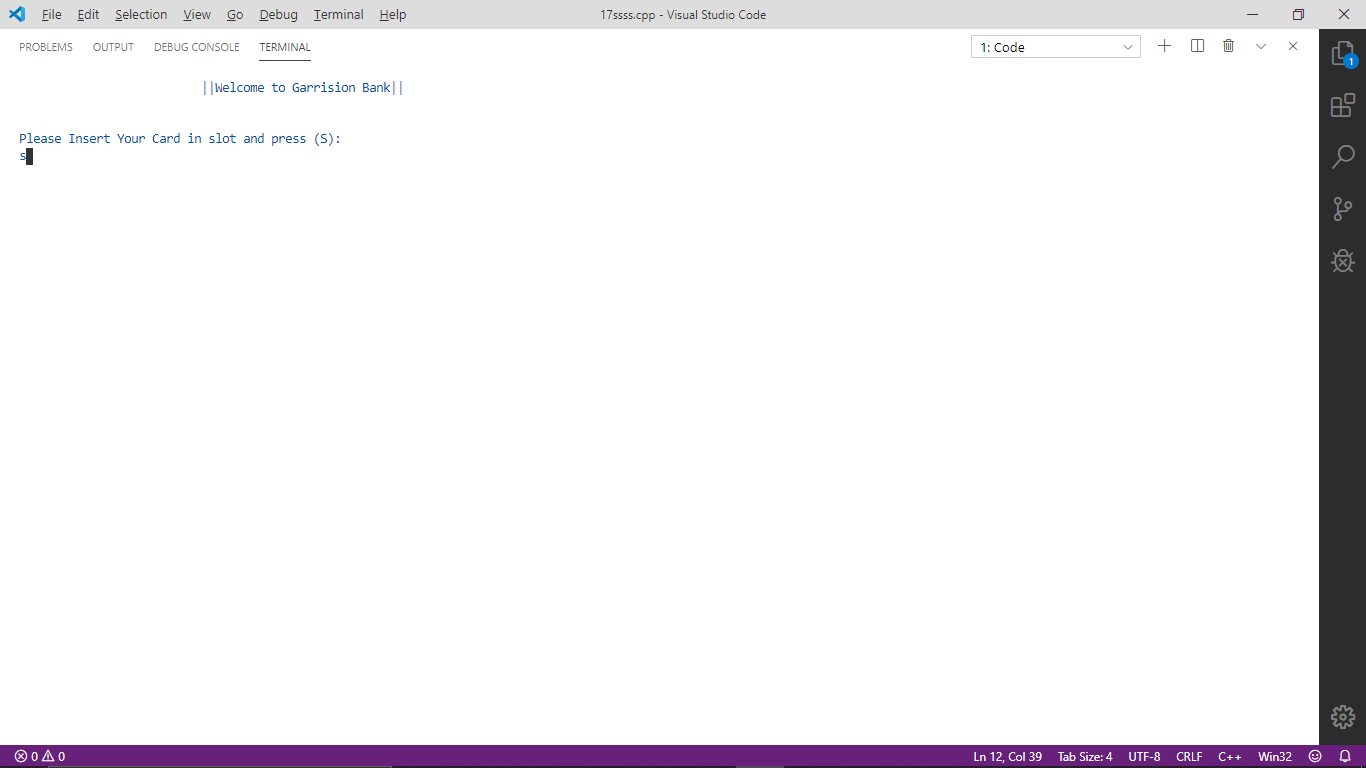 File Edit Selection View Go Debug Terminal Help 17ssss.cpp - Visual Studio Code
PROBLEMS OUTPUT DEBUG CONSOLE TERMINAL 1: Code
||Welcome to Garrision Bank||
Please Insert Your Card in slot and press (S):
s
1
0 0 Ln 12, Col 39 Tab Size: 4 UTF-8 CRLF C++ Win32